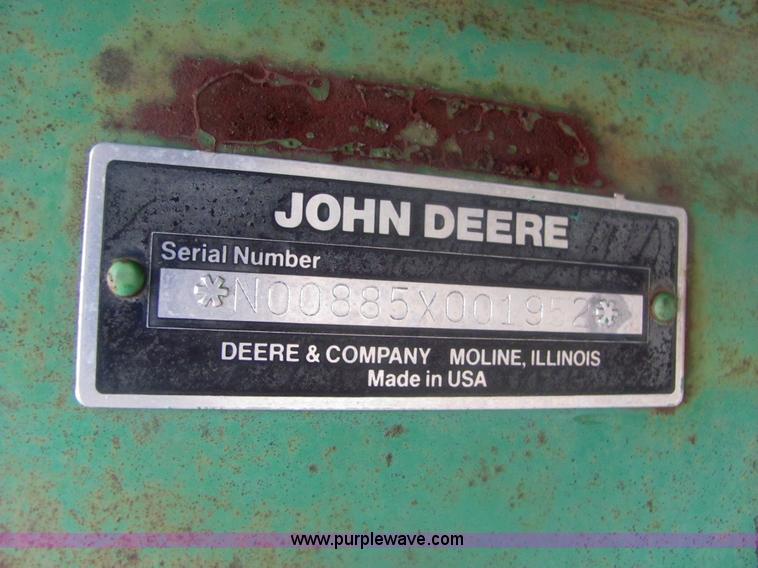 JOHN DEERE
Serial Number
*N00885X001952*
DEERE & COMPANY MOLINE, ILLINOIS
Made in USA
www.purplewave.com